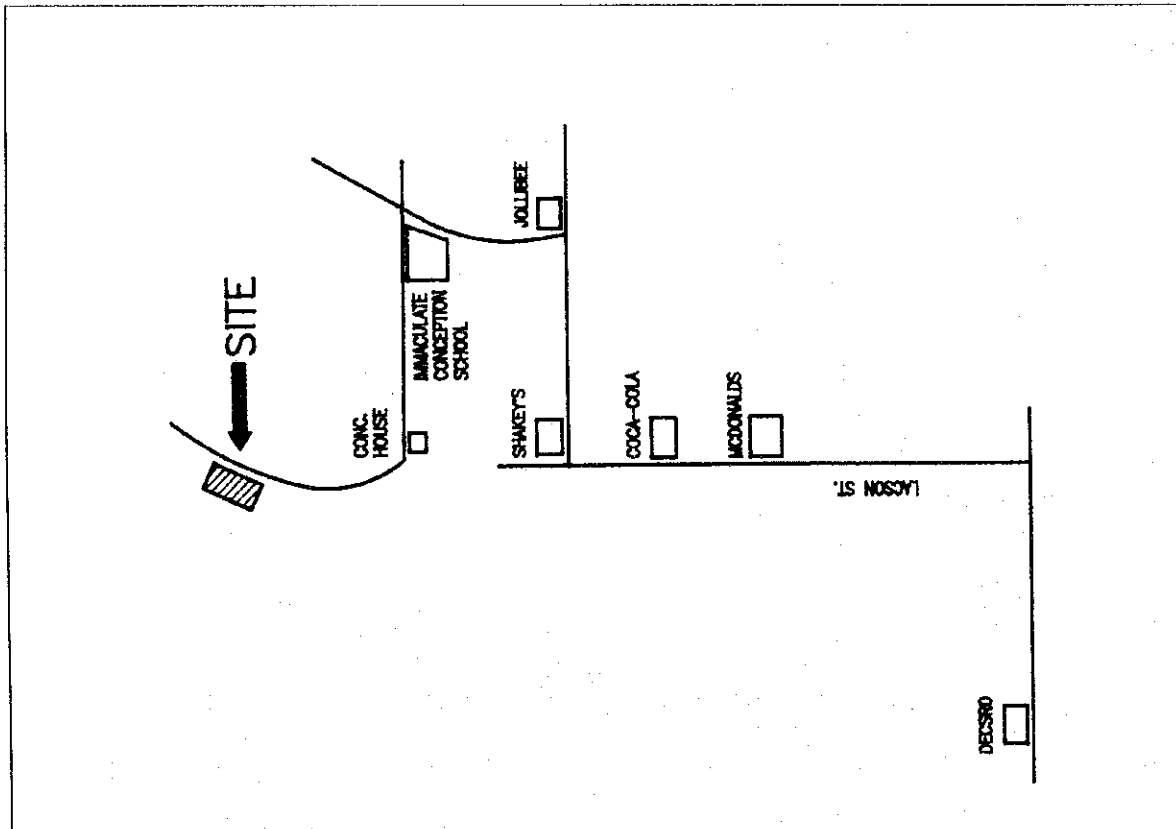 SITE
CONC.
HOUSE
IMMACULATE
CONCEPTION
SCHOOL
JOLLIBEE
SHAKEY'S
COCA-COLA
MCDONALDS
LACSON ST.
DECSRO